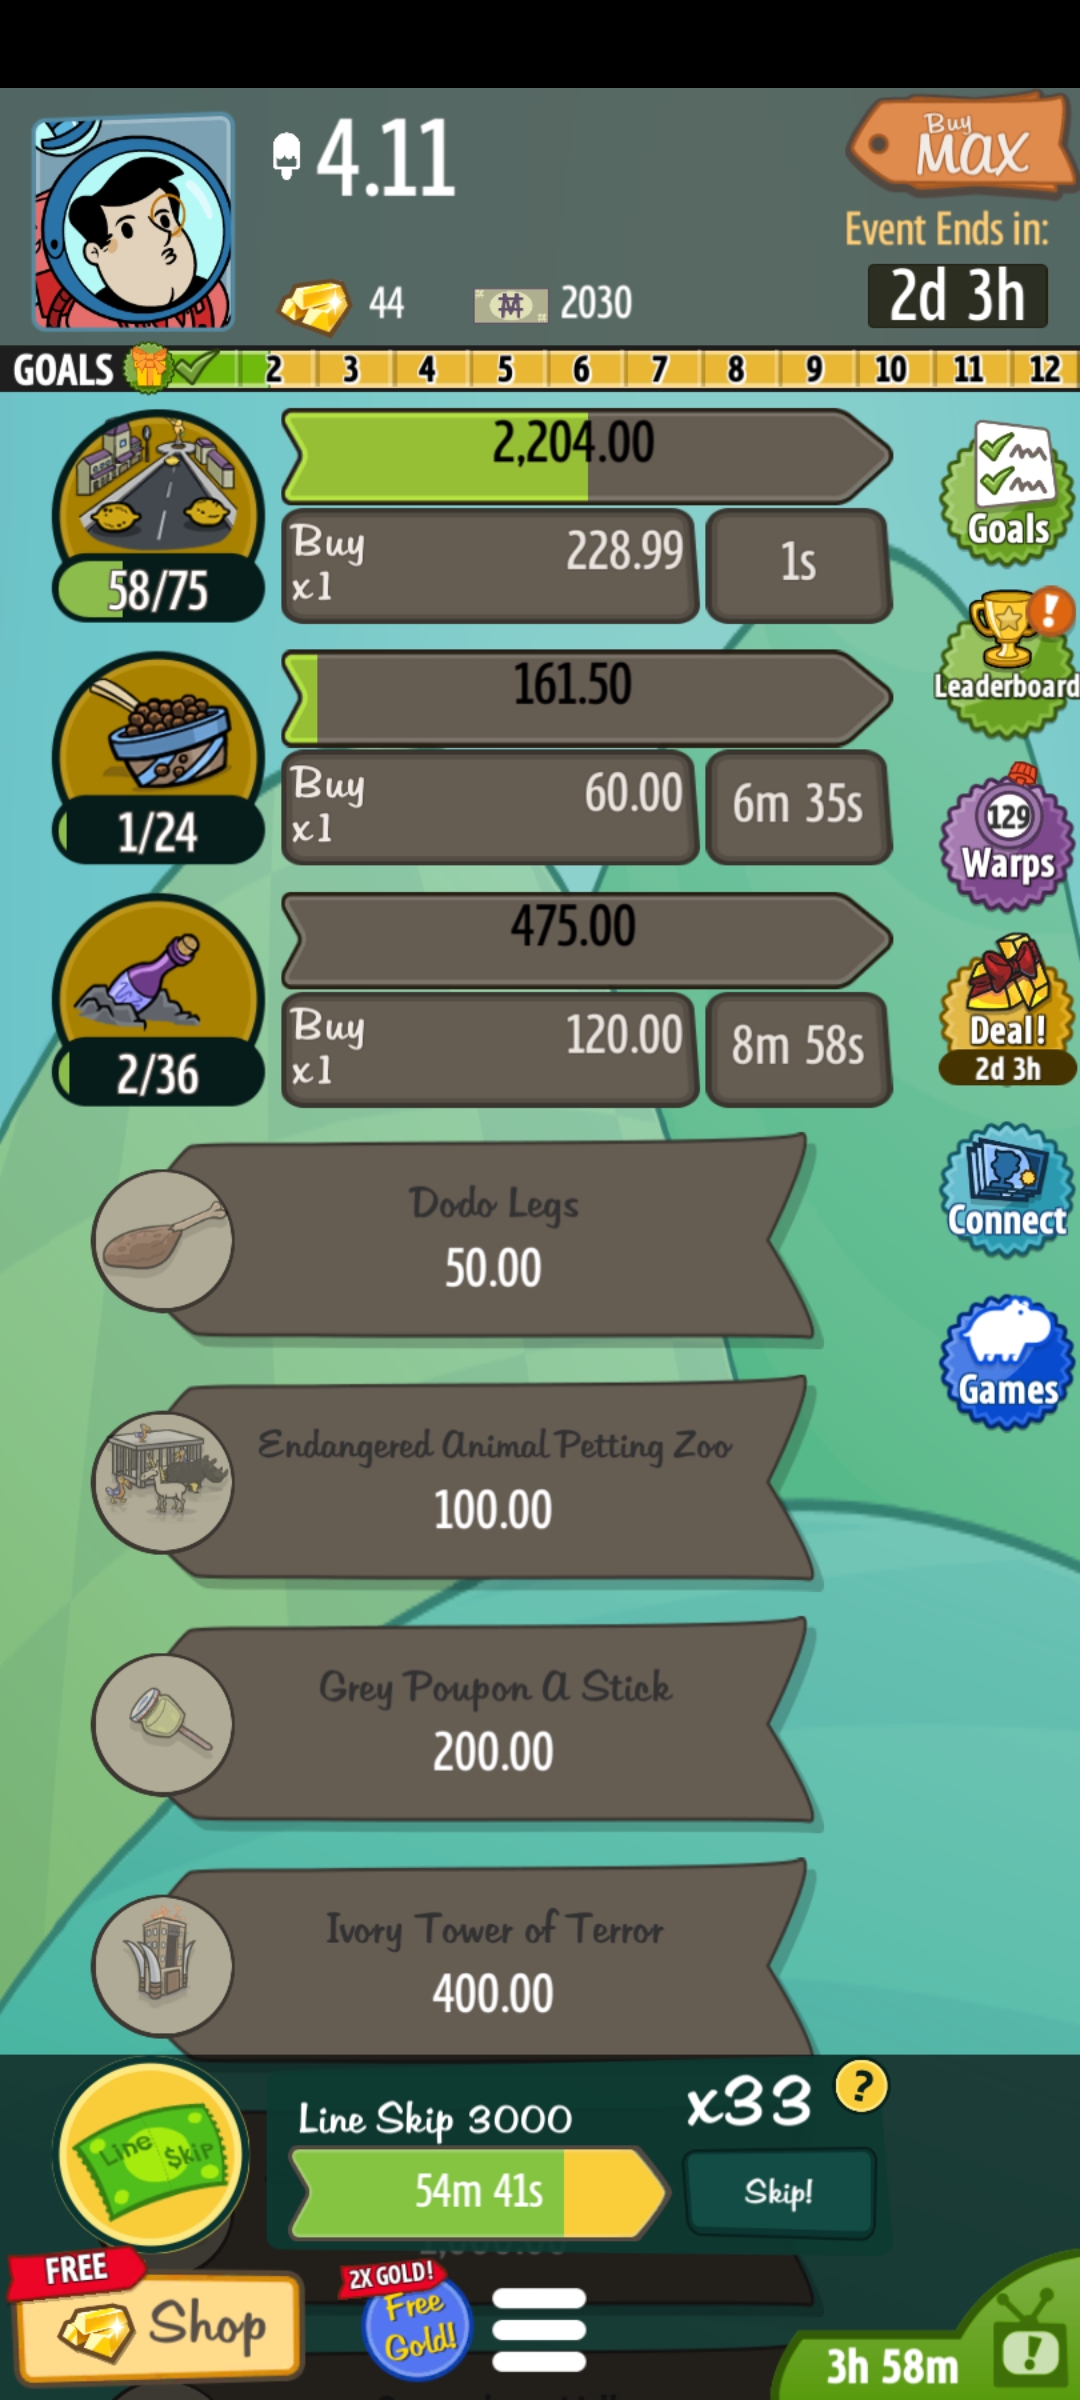 4.11
Buy
MAX
Event Ends in:
2d 3h
44
2030
GOALS 2 3 4 5 6 7 8 9 10 11 12
2,204.00
Buy
x1
228.99
1s
58/75
Goals
Leaderboard
161.50
Buy
x1
60.00
6m 35s
1/24
129
Warps
475.00
Buy
x1
120.00
8m 58s
2/36
Deal!
2d 3h
Dodo Legs
50.00
Connect
Endangered Animal Petting Zoo
100.00
Games
Grey Poupon A Stick
200.00
Ivory Tower of Terror
400.00
Line $kip
Line Skip 3000
x33
?
54m 41s
Skip!
FREE
Shop
2X GOLD!
Free
Gold!
3h 58m